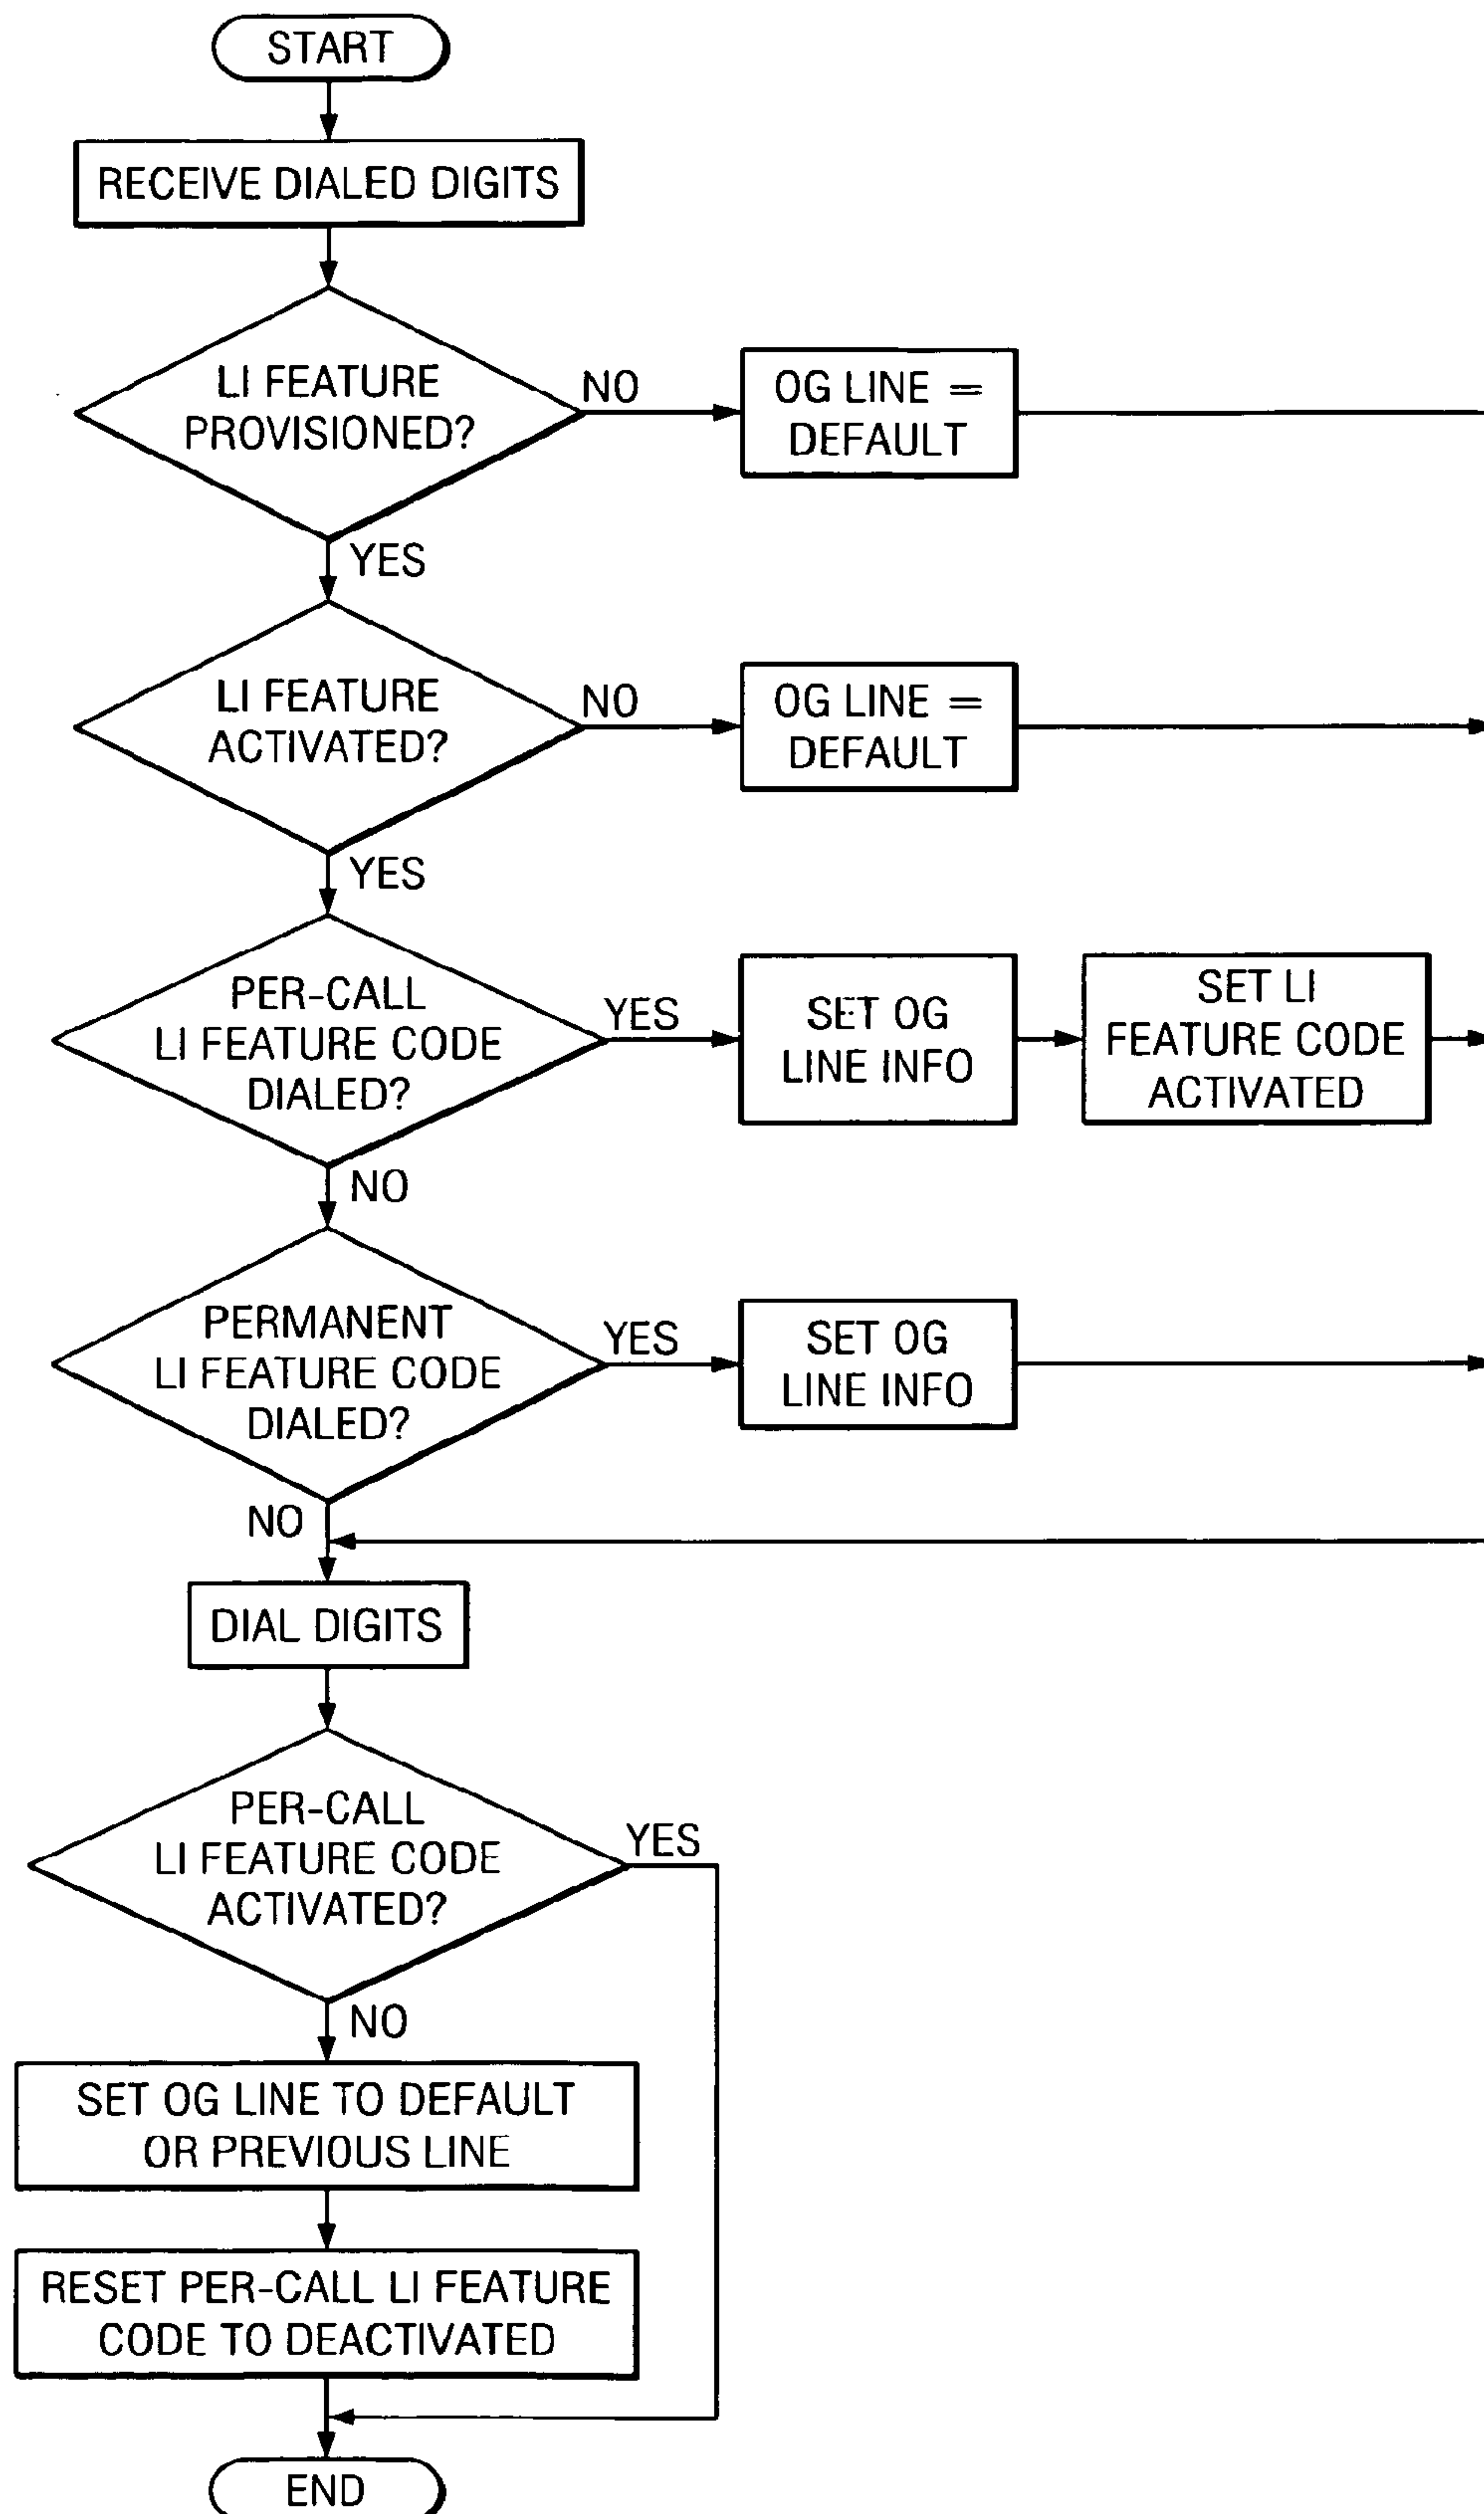 START
RECEIVE DIALED DIGITS
LI FEATURE
PROVISIONED?
NO
OG LINE =
DEFAULT
YES
LI FEATURE
ACTIVATED?
NO
OG LINE =
DEFAULT
YES
PER-CALL
LI FEATURE CODE
DIALED?
YES
SET OG
LINE INFO
SET LI
FEATURE CODE
ACTIVATED
NO
PERMANENT
LI FEATURE CODE
DIALED?
YES
SET OG
LINE INFO
NO
DIAL DIGITS
PER-CALL
LI FEATURE CODE
ACTIVATED?
YES
NO
SET OG LINE TO DEFAULT
OR PREVIOUS LINE
RESET PER-CALL LI FEATURE
CODE TO DEACTIVATED
END